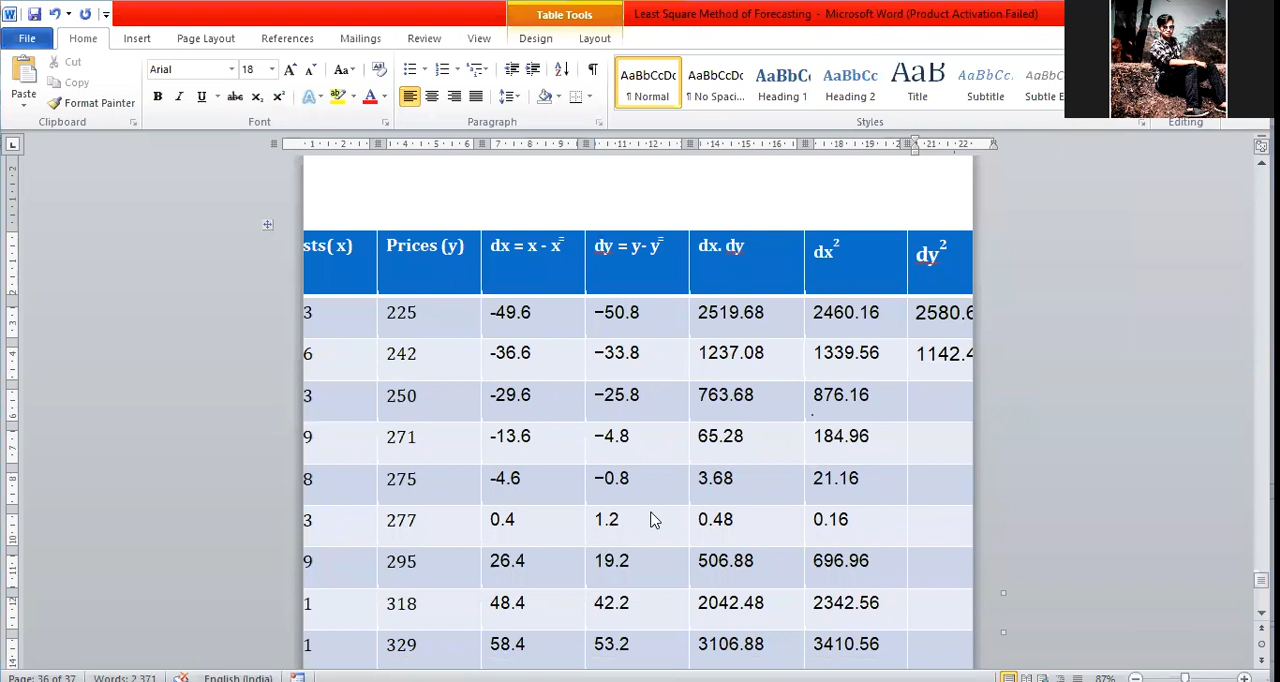 Table Tools
Least Square Method of Forecasting - Microsoft Word (Product Activation Failed)
File Home Insert Page Layout References Mailings Review View Design Layout
Paste
Cut
Copy
Format Painter
Clipboard
Arial 18
Font
Paragraph
AaBbCcDc AaBbCcDc AaBbCc AaBbCc AaB AaBbCcDc AaBbCcDc
¶ Normal ¶ No Spaci... Heading 1 Heading 2 Title Subtitle Subtle E
Styles
Editing
sts( x) Prices (y) dx = x - x̄ dy = y- ȳ dx. dy dx² dy²
3 225 -49.6 −50.8 2519.68 2460.16 2580.6
6 242 -36.6 −33.8 1237.08 1339.56 1142.4
3 250 -29.6 −25.8 763.68 876.16
9 271 -13.6 −4.8 65.28 184.96
8 275 -4.6 −0.8 3.68 21.16
3 277 0.4 1.2 0.48 0.16
9 295 26.4 19.2 506.88 696.96
1 318 48.4 42.2 2042.48 2342.56
1 329 58.4 53.2 3106.88 3410.56
Page: 36 of 37 Words: 2,371 English (India) 87%